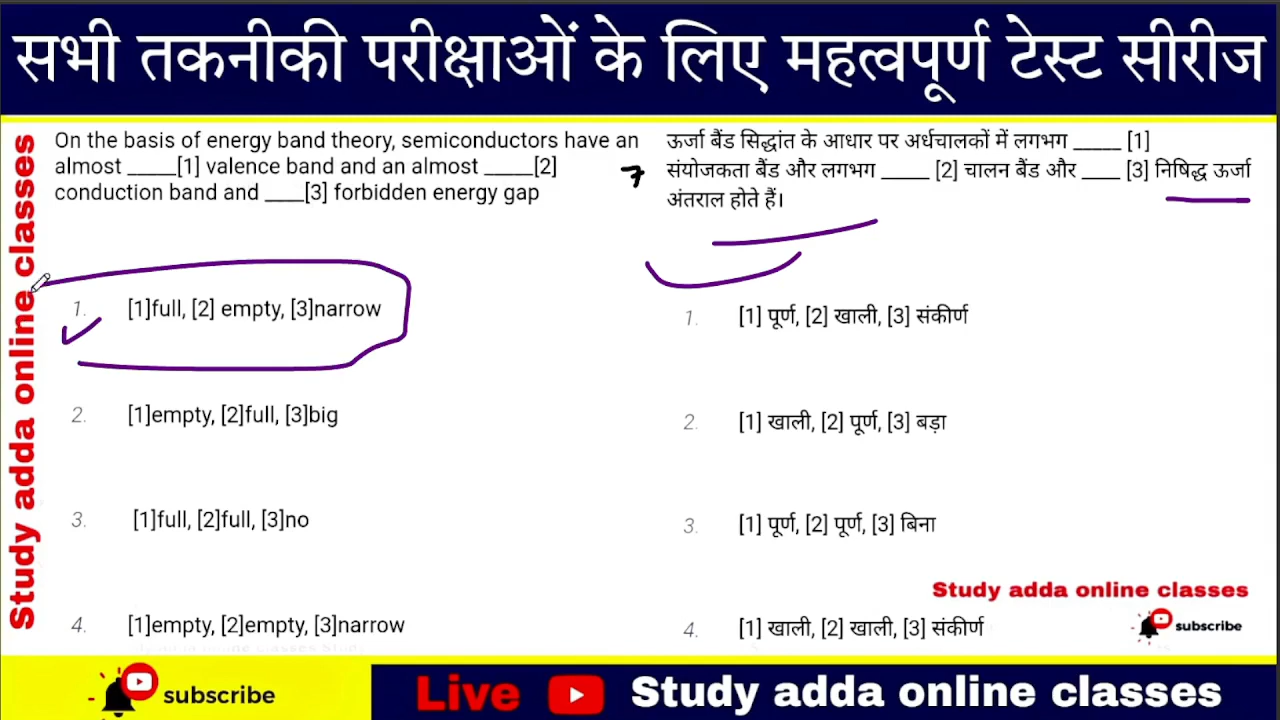 सभी तकनीकी परीक्षाओं के लिए महत्वपूर्ण टेस्ट सीरीज
Study adda online classes
On the basis of energy band theory, semiconductors have an
almost _____[1] valence band and an almost _____[2]
conduction band and ____[3] forbidden energy gap
1. [1]full, [2] empty, [3]narrow
2. [1]empty, [2]full, [3]big
3. [1]full, [2]full, [3]no
4. [1]empty, [2]empty, [3]narrow
7
ऊर्जा बैंड सिद्धांत के आधार पर अर्धचालकों में लगभग _____ [1]
संयोजकता बैंड और लगभग _____ [2] चालन बैंड और ____ [3] निषिद्ध ऊर्जा
अंतराल होते हैं।
1. [1] पूर्ण, [2] खाली, [3] संकीर्ण
2. [1] खाली, [2] पूर्ण, [3] बड़ा
3. [1] पूर्ण, [2] पूर्ण, [3] बिना
4. [1] खाली, [2] खाली, [3] संकीर्ण
Study adda online classes
subscribe
subscribe
Live Study adda online classes